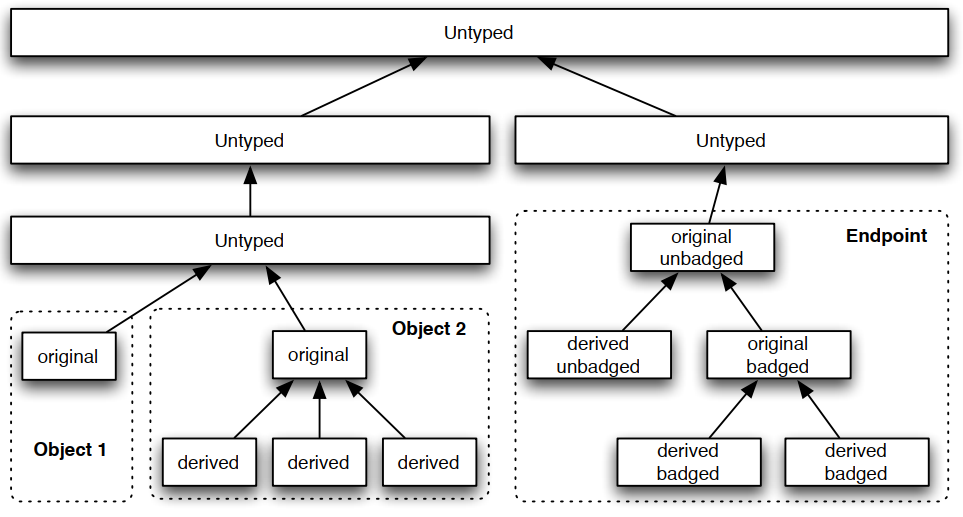 Untyped
Untyped
Untyped
Untyped
original
unbadged
Endpoint
original
Object 1
Object 2
original
derived
derived
derived
derived
unbadged
original
badged
derived
badged
derived
badged